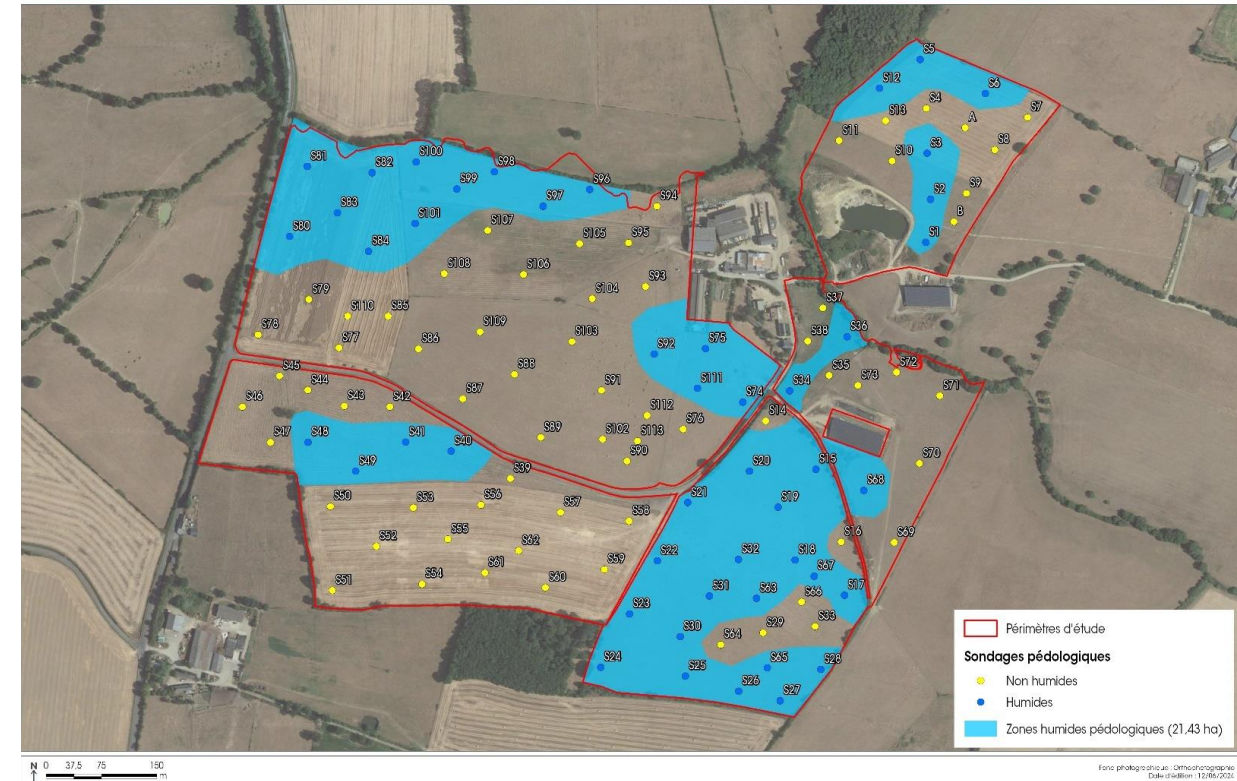 S5
S12
S6
S4
S7
S13
A
S11
S3
S8
S10
S81
S82
S100
S98
S99
S96
S9
S2
S97
S94
B
S83
S101
S107
S1
S80
S84
S105
S95
S108
S106
S93
S79
S104
S37
S110
S85
S78
S109
S103
S38
S36
S77
S86
S92
S75
S72
S45
S88
S35
S73
S44
S91
S111
S34
S71
S46
S43
S42
S87
S74
S112
S14
S76
S47
S48
S41
S40
S89
S102
S113
S90
S49
S39
S20
S15
S70
S68
S50
S53
S56
S57
S58
S21
S19
S52
S55
S62
S16
S69
S22
S32
S18
S61
S59
S67
S51
S54
S60
S31
S63
S66
S17
S23
S30
S64
S29
S33
S24
S25
S65
S28
S26
S27
Périmètres d'étude
Sondages pédologiques
Non humides
Humides
Zones humides pédologiques (21,43 ha)
N 0 37.5 75 150
m
Fond photographique : Orthophotographie
Date d'édition : 12/06/2024